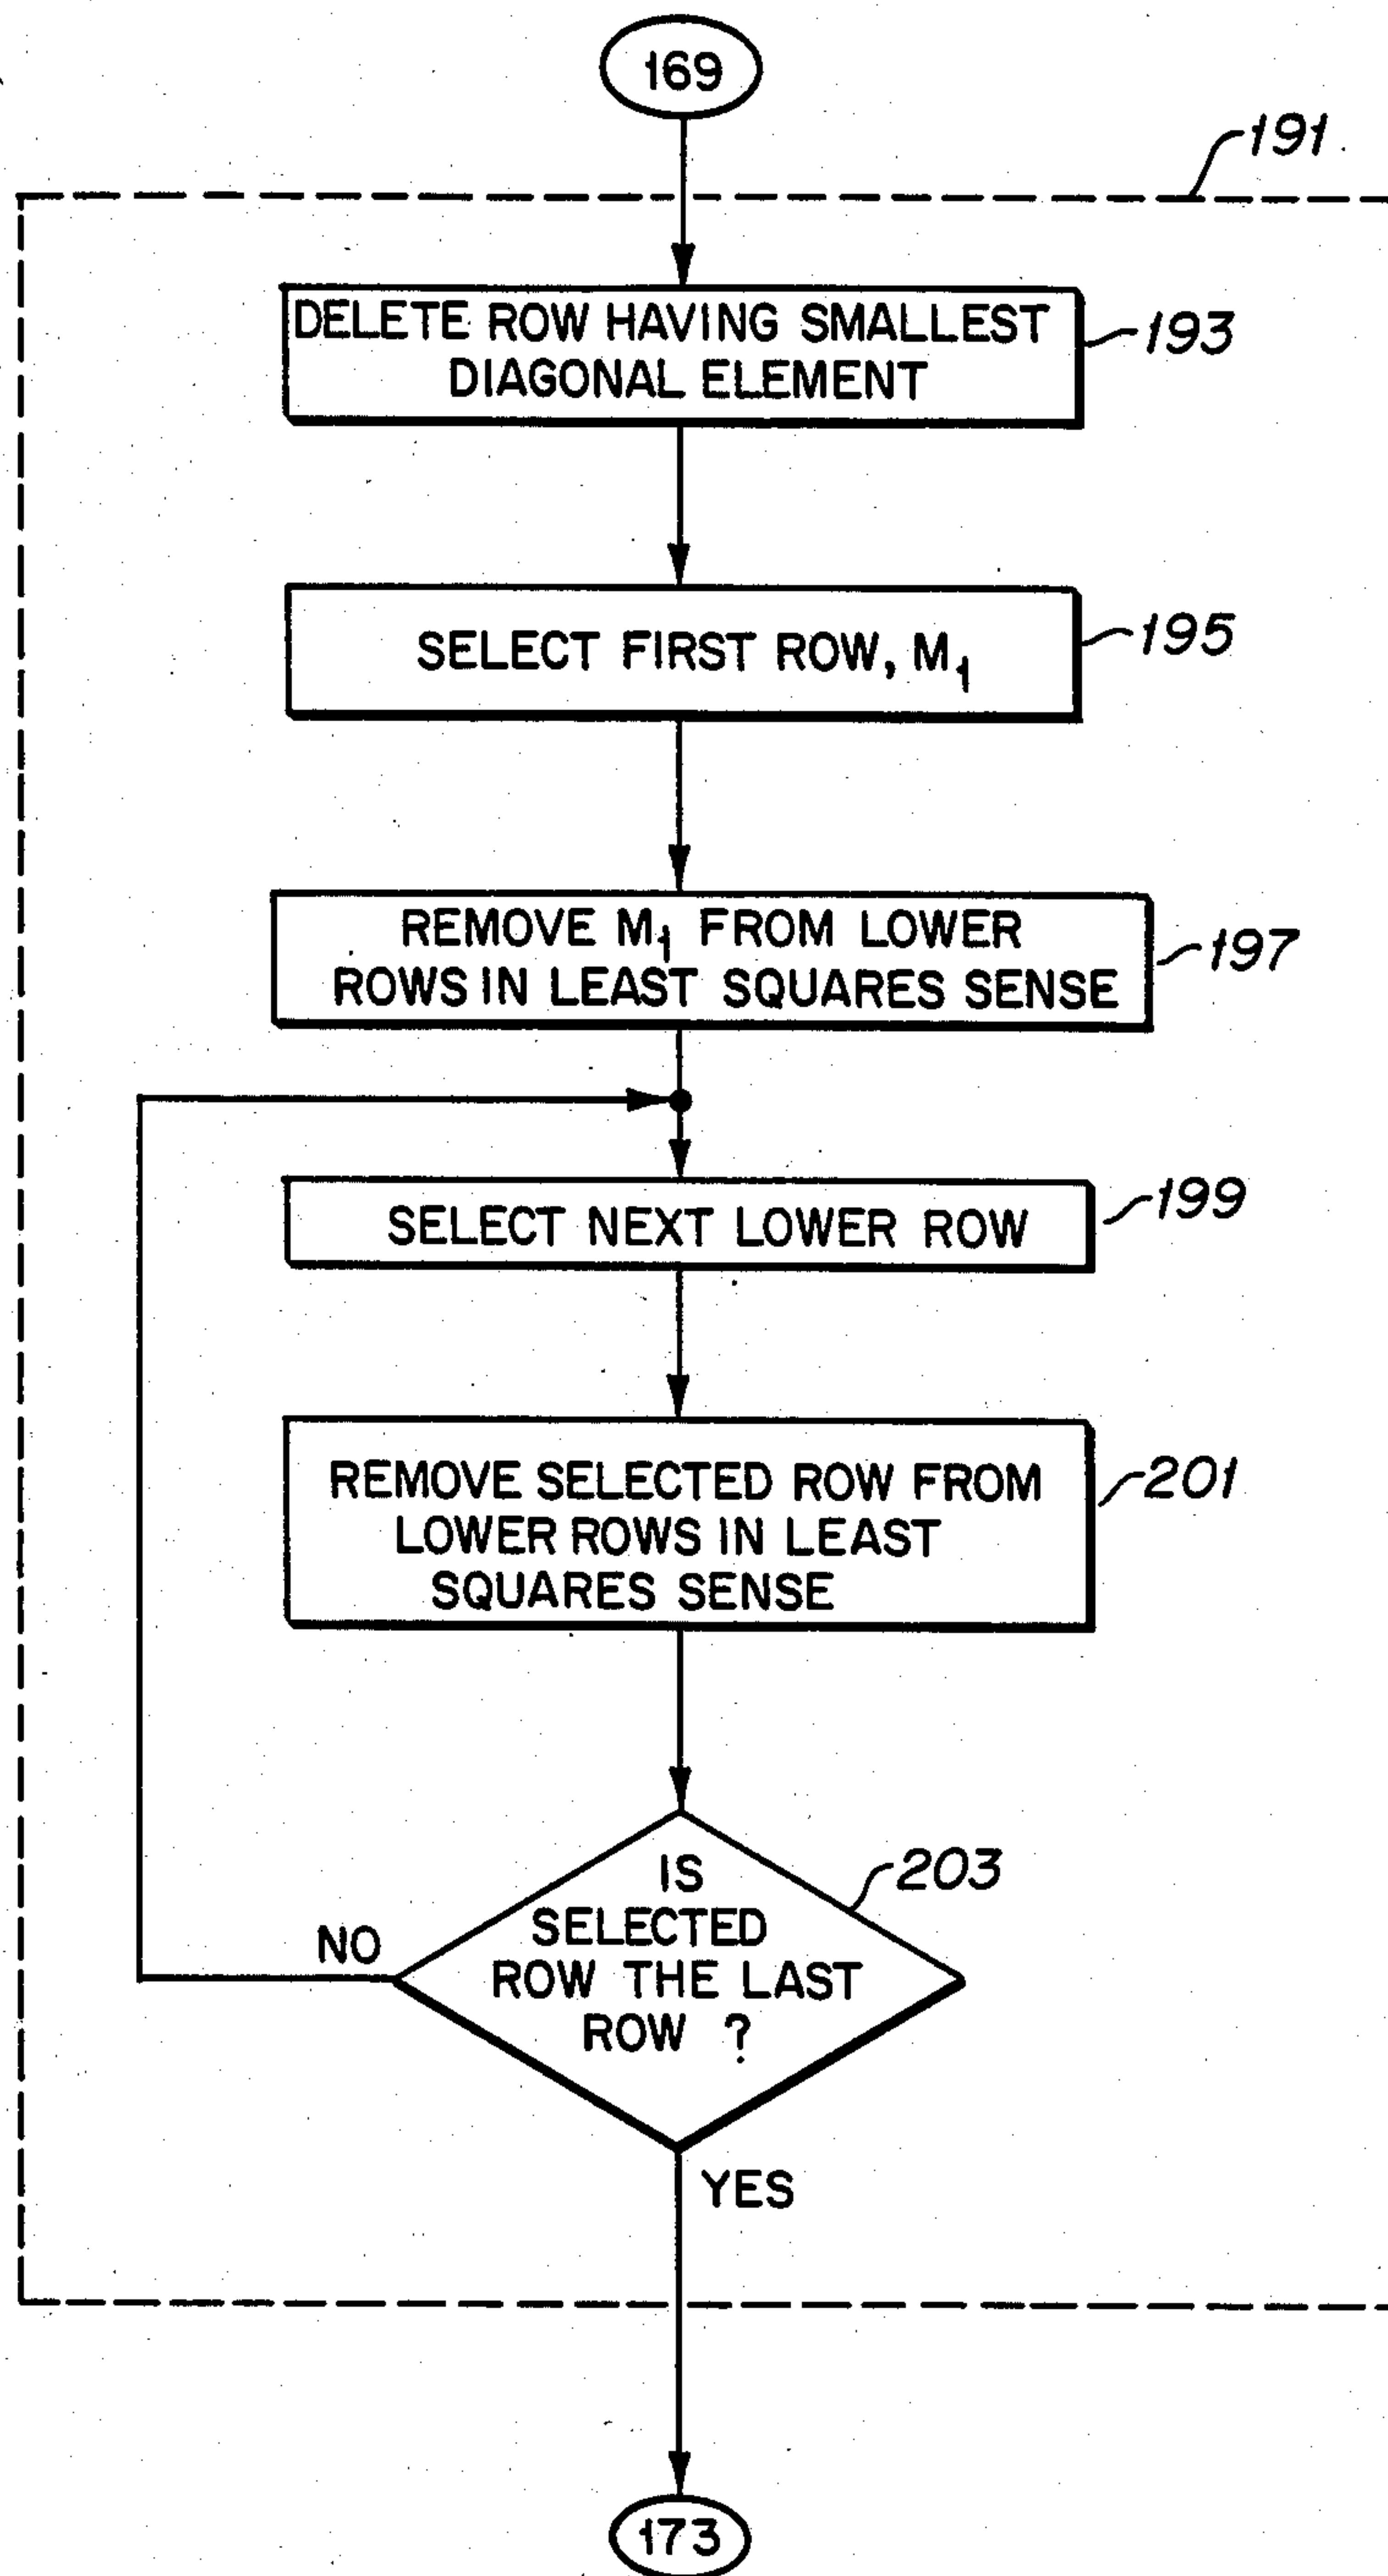 169
191
DELETE ROW HAVING SMALLEST
DIAGONAL ELEMENT
193
SELECT FIRST ROW, M1
195
REMOVE M1 FROM LOWER
ROWS IN LEAST SQUARES SENSE
197
SELECT NEXT LOWER ROW
199
REMOVE SELECTED ROW FROM
LOWER ROWS IN LEAST
SQUARES SENSE
201
IS
SELECTED
ROW THE LAST
ROW ?
203
NO
YES
173